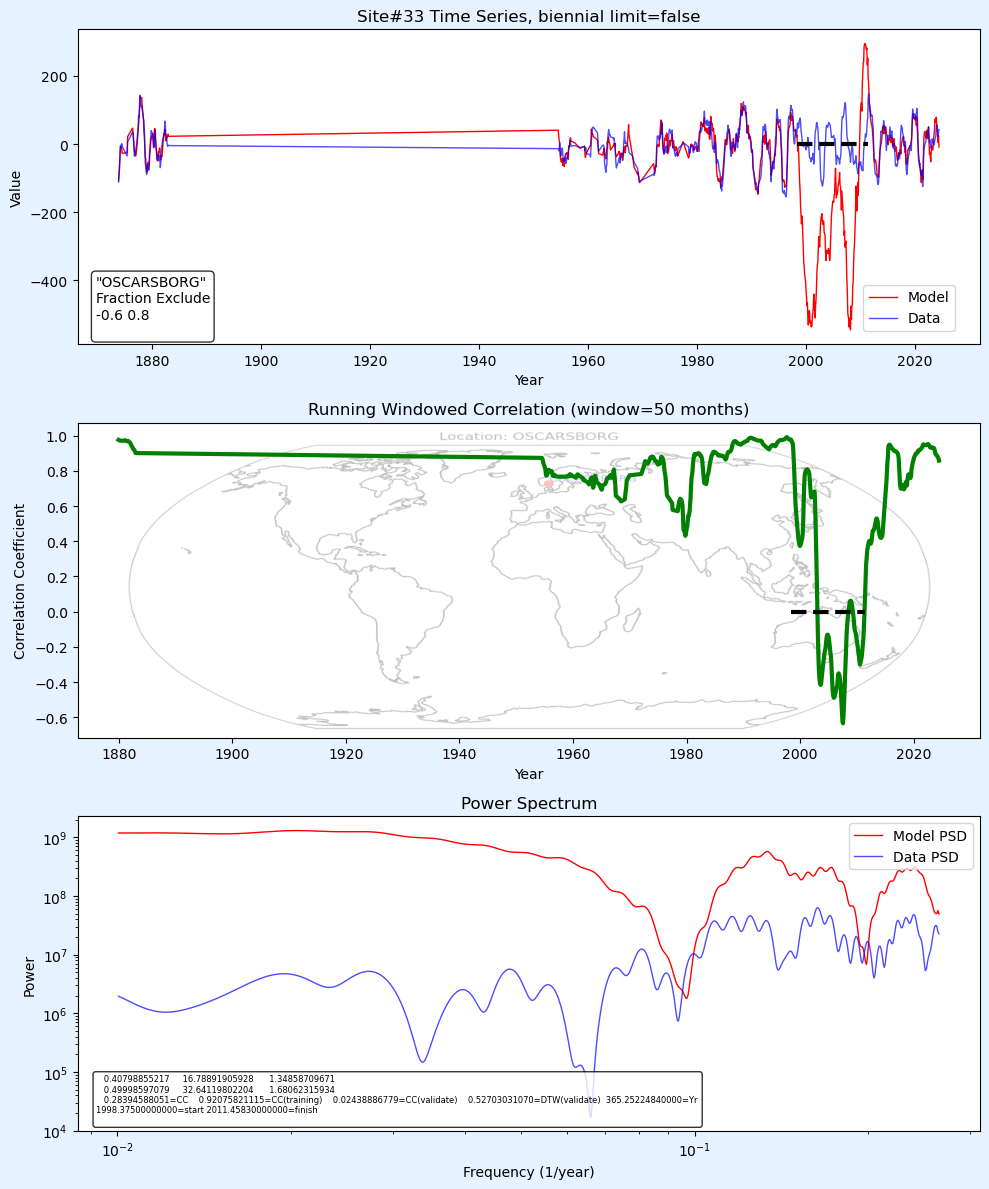 Site#33 Time Series, biennial limit=false
200
0
−200
−400
Value
"OSCARSBORG"
Fraction Exclude
-0.6 0.8
Model
Data
1880 1900 1920 1940 1960 1980 2000 2020
Year
Running Windowed Correlation (window=50 months)
Location: OSCARSBORG
1.0
0.8
0.6
0.4
0.2
0.0
−0.2
−0.4
−0.6
Correlation Coefficient
1880 1900 1920 1940 1960 1980 2000 2020
Year
Power Spectrum
10⁹
10⁸
10⁷
10⁶
10⁵
10⁴
Power
Model PSD
Data PSD
0.40798855217 16.78891905928 1.34858709671
0.49998597079 32.64119802204 1.68062315934
0.28394588051=CC 0.92075821115=CC(training) 0.02438886779=CC(validate) 0.52703031070=DTW(validate) 365.25224840000=Yr
1998.37500000000=start 2011.45830000000=finish
10⁻² 10⁻¹
Frequency (1/year)